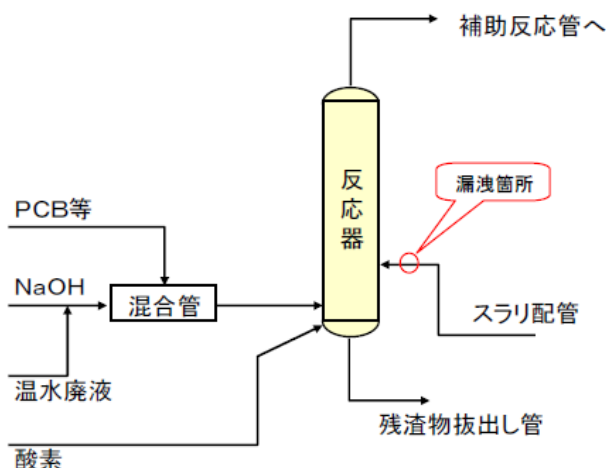 補助反応管へ
反応器
漏洩箇所
PCB等
NaOH
混合管
スラリ配管
温水廃液
残渣物抜出し管
酸素